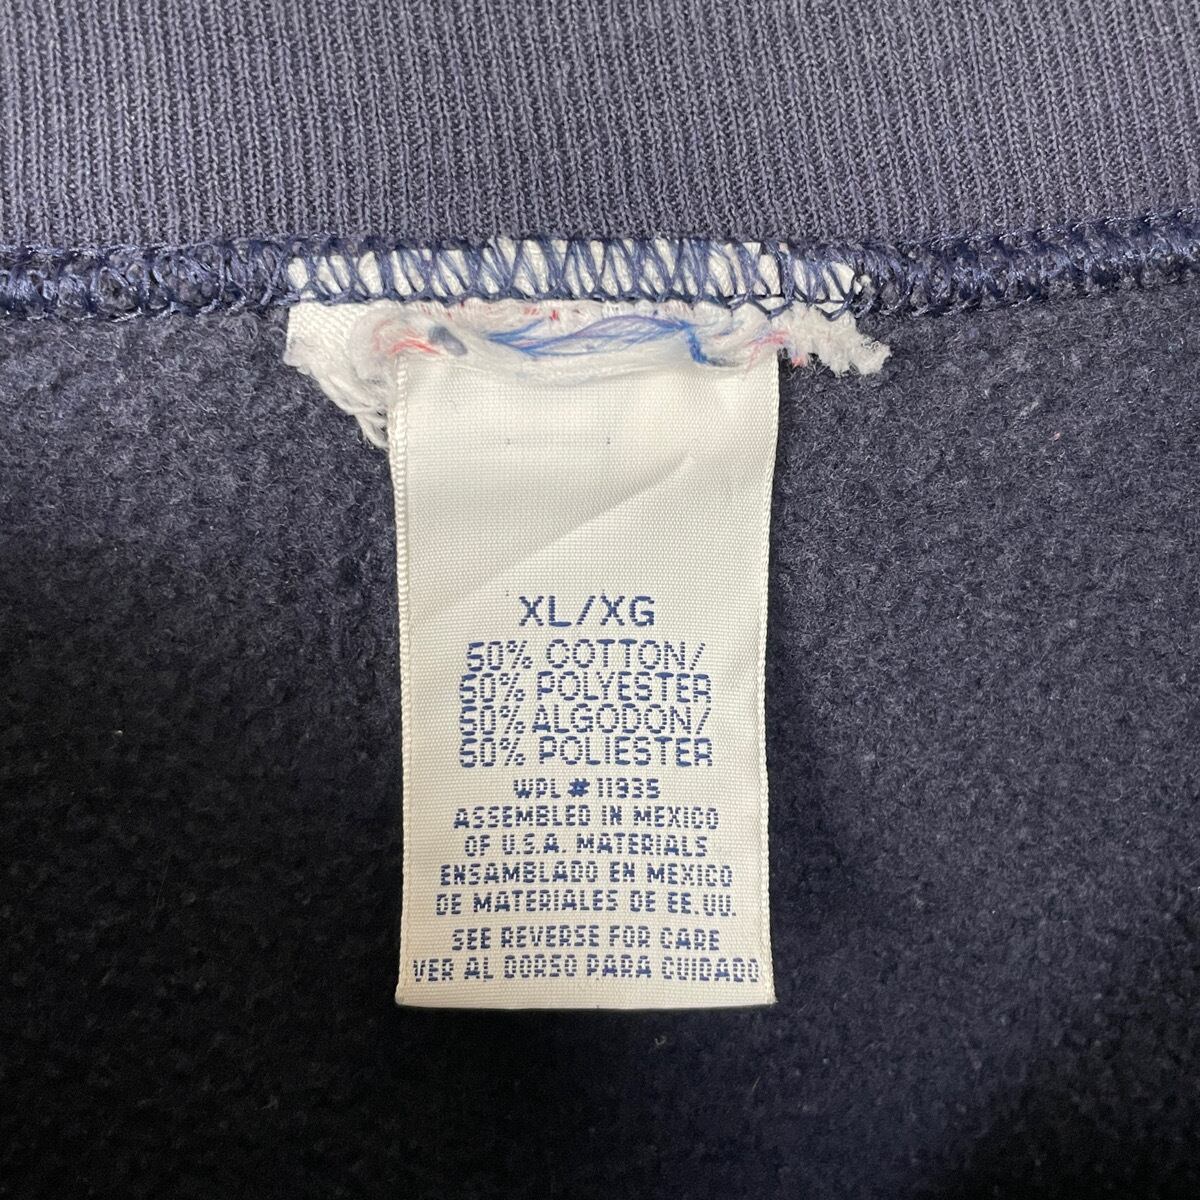 XL/XG
50% COTTON/
50% POLYESTER
50% ALGODON/
50% POLIESTER
WPL # 11935
ASSEMBLED IN MEXICO
OF U.S.A. MATERIALS
ENSAMBLADO EN MEXICO
DE MATERIALES DE EE.UU.
SEE REVERSE FOR CARE
VER AL DORSO PARA CUIDADO